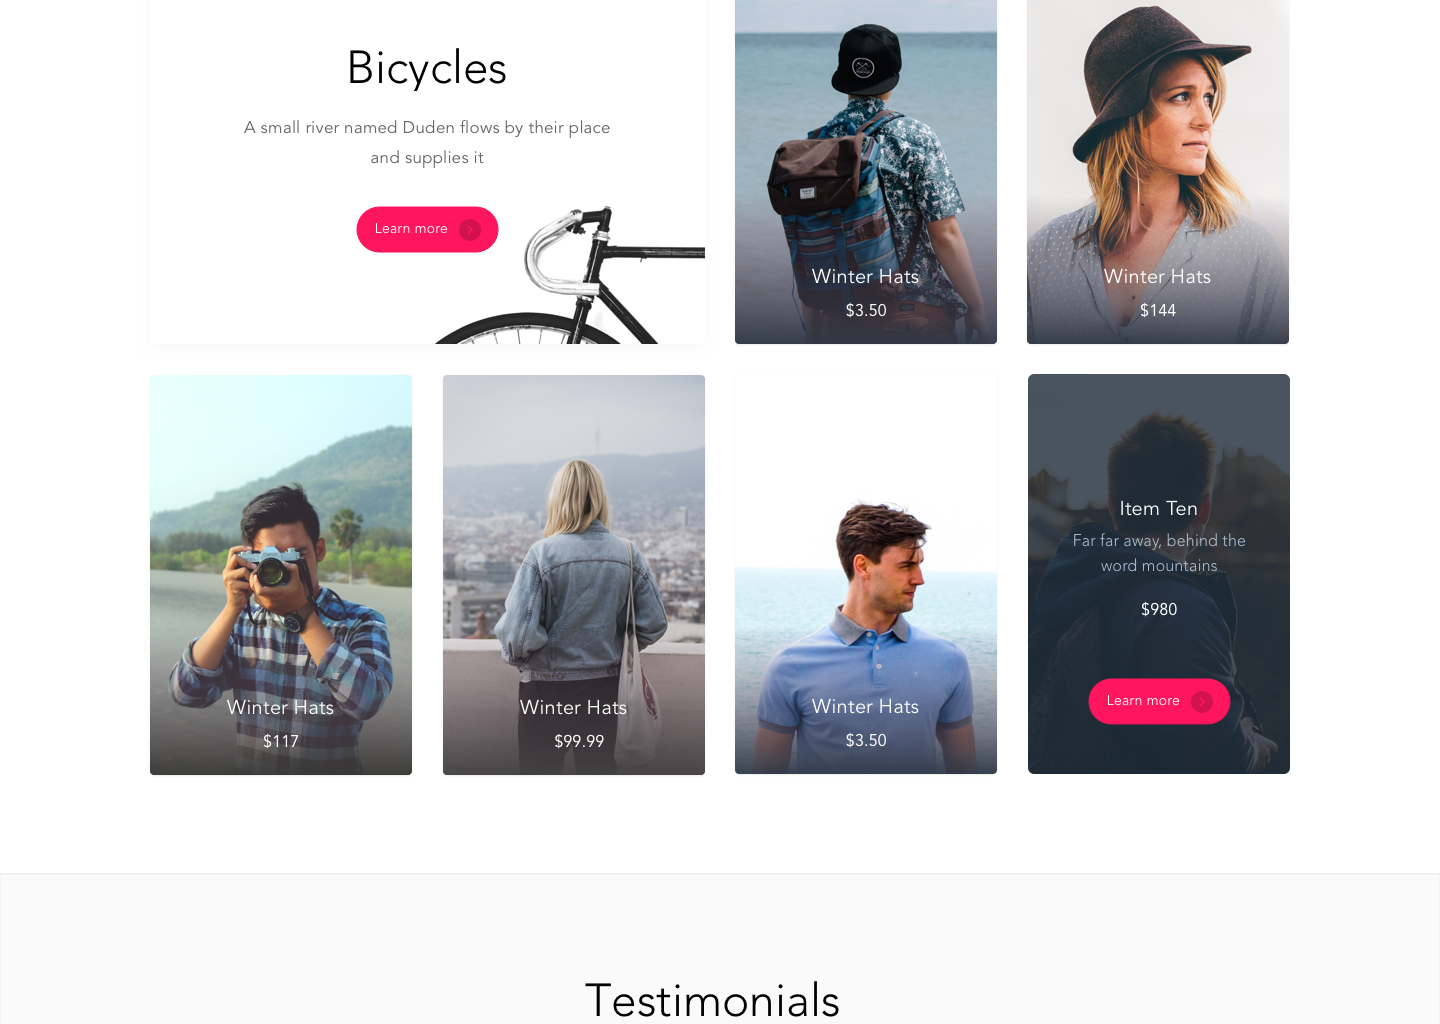 Bicycles
A small river named Duden flows by their place
and supplies it
Learn more
Winter Hats
$3.50
Winter Hats
$144
Winter Hats
$117
Winter Hats
$99.99
Winter Hats
$3.50
Item Ten
Far far away, behind the
word mountains
$980
Learn more
Testimonials